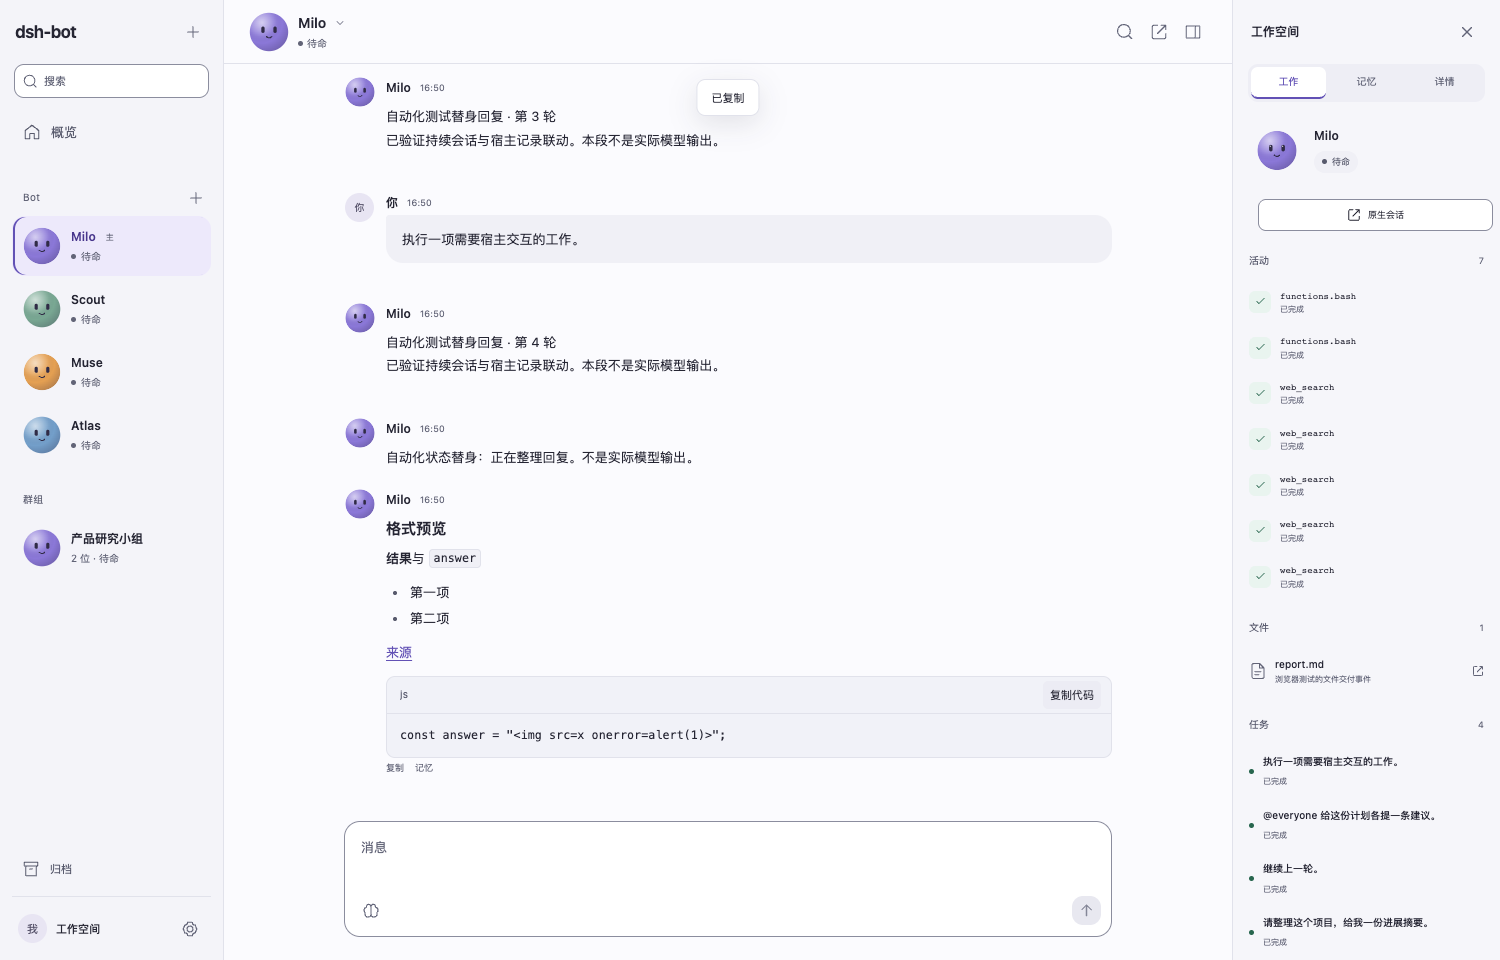 dsh-bot
搜索
概览
Bot
Milo 主
待命
Scout
待命
Muse
待命
Atlas
待命
群组
产品研究小组
2 位 · 待命
归档
我 工作空间
Milo
待命
已复制
Milo 16:50
自动化测试替身回复 · 第 3 轮
已验证持续会话与宿主记录联动。本段不是实际模型输出。
你 你 16:50
执行一项需要宿主交互的工作。
Milo 16:50
自动化测试替身回复 · 第 4 轮
已验证持续会话与宿主记录联动。本段不是实际模型输出。
Milo 16:50
自动化状态替身：正在整理回复。不是实际模型输出。
Milo 16:50
格式预览
结果与 answer
第一项
第二项
来源
js 复制代码
const answer = "<img src=x onerror=alert(1)>";
复制 记忆
消息
工作空间
工作 记忆 详情
Milo
待命
原生会话
活动 7
functions.bash
已完成
functions.bash
已完成
web_search
已完成
web_search
已完成
web_search
已完成
web_search
已完成
web_search
已完成
文件 1
report.md
浏览器测试的文件交付事件
任务 4
执行一项需要宿主交互的工作。
已完成
@everyone 给这份计划各提一条建议。
已完成
继续上一轮。
已完成
请整理这个项目，给我一份进展摘要。
已完成